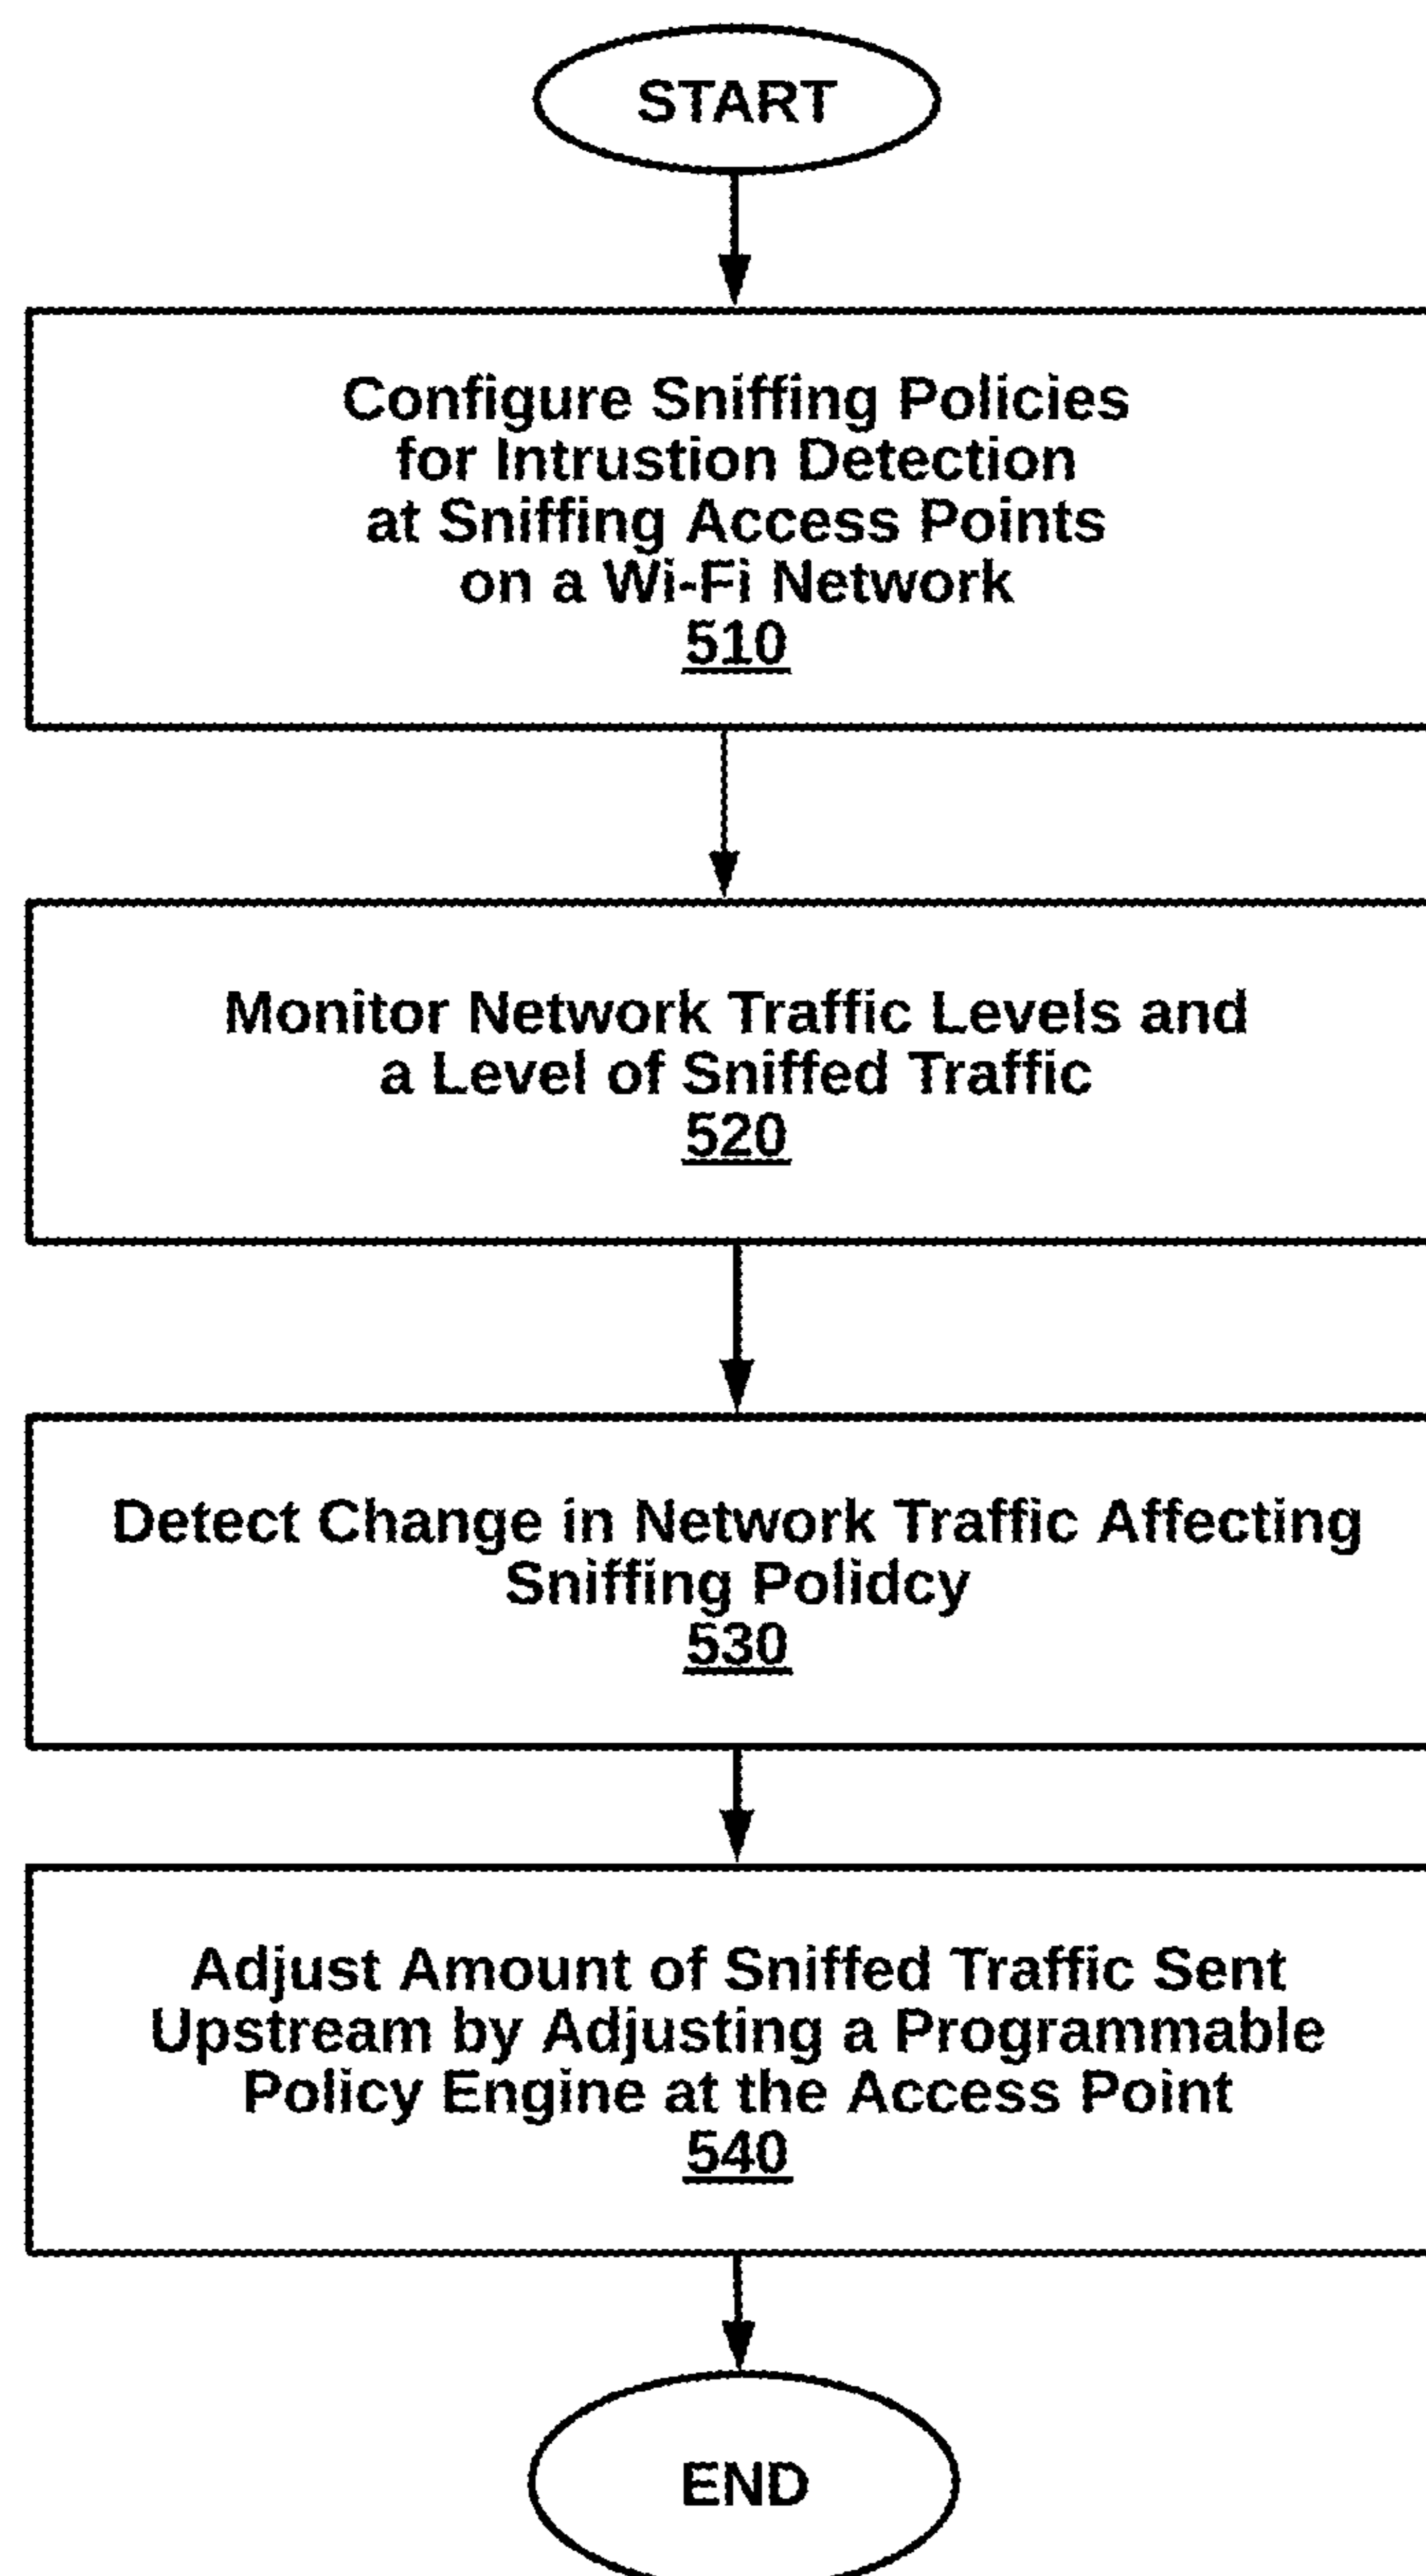 START
Configure Sniffing Policies
for Intrustion Detection
at Sniffing Access Points
on a Wi-Fi Network
510
Monitor Network Traffic Levels and
a Level of Sniffed Traffic
520
Detect Change in Network Traffic Affecting
Sniffing Polidcy
530
Adjust Amount of Sniffed Traffic Sent
Upstream by Adjusting a Programmable
Policy Engine at the Access Point
540
END